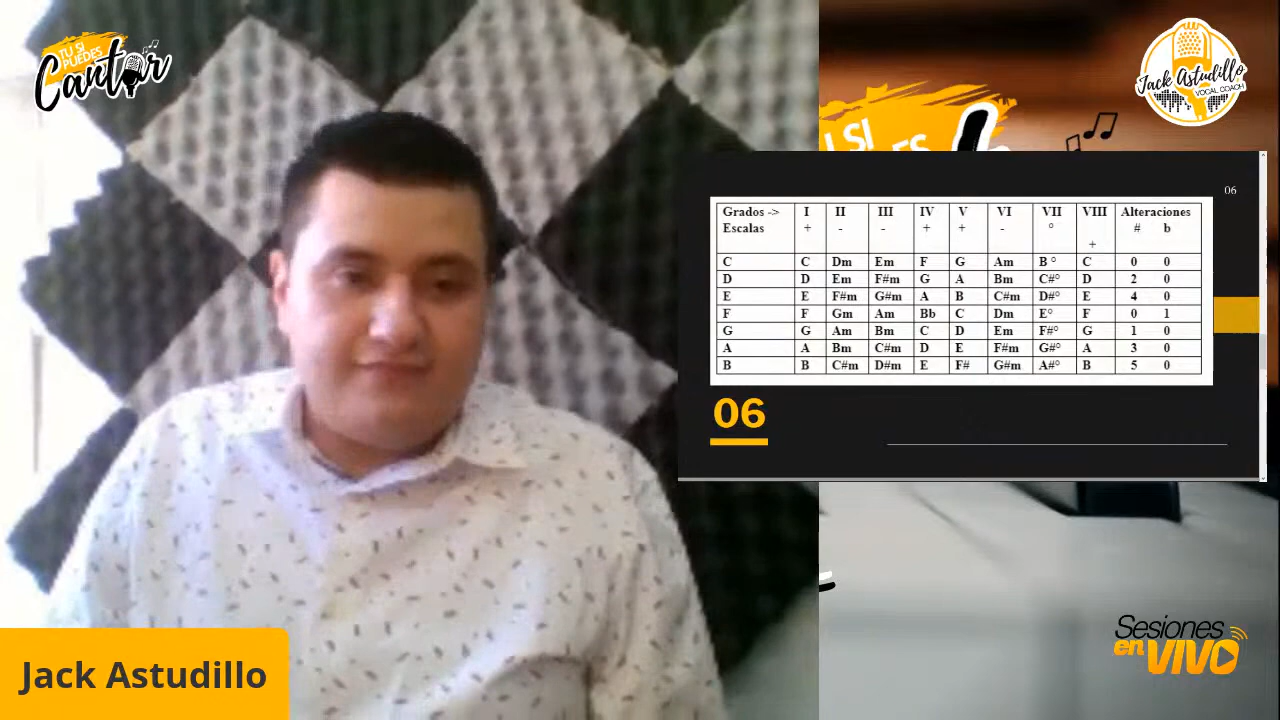 TU SI
PUEDES
Cantar
Jack Astudillo
VOCAL COACH
U SI
ES
06
Grados -> I II III IV V VI VII VIII Alteraciones
Escalas + - - + + - ° + # b
C C Dm Em F G Am B ° C 0 0
D D Em F#m G A Bm C#° D 2 0
E E F#m G#m A B C#m D#° E 4 0
F F Gm Am Bb C Dm E° F 0 1
G G Am Bm C D Em F#° G 1 0
A A Bm C#m D E F#m G#° A 3 0
B B C#m D#m E F# G#m A#° B 5 0
06
Jack Astudillo
Sesiones
en VIVO